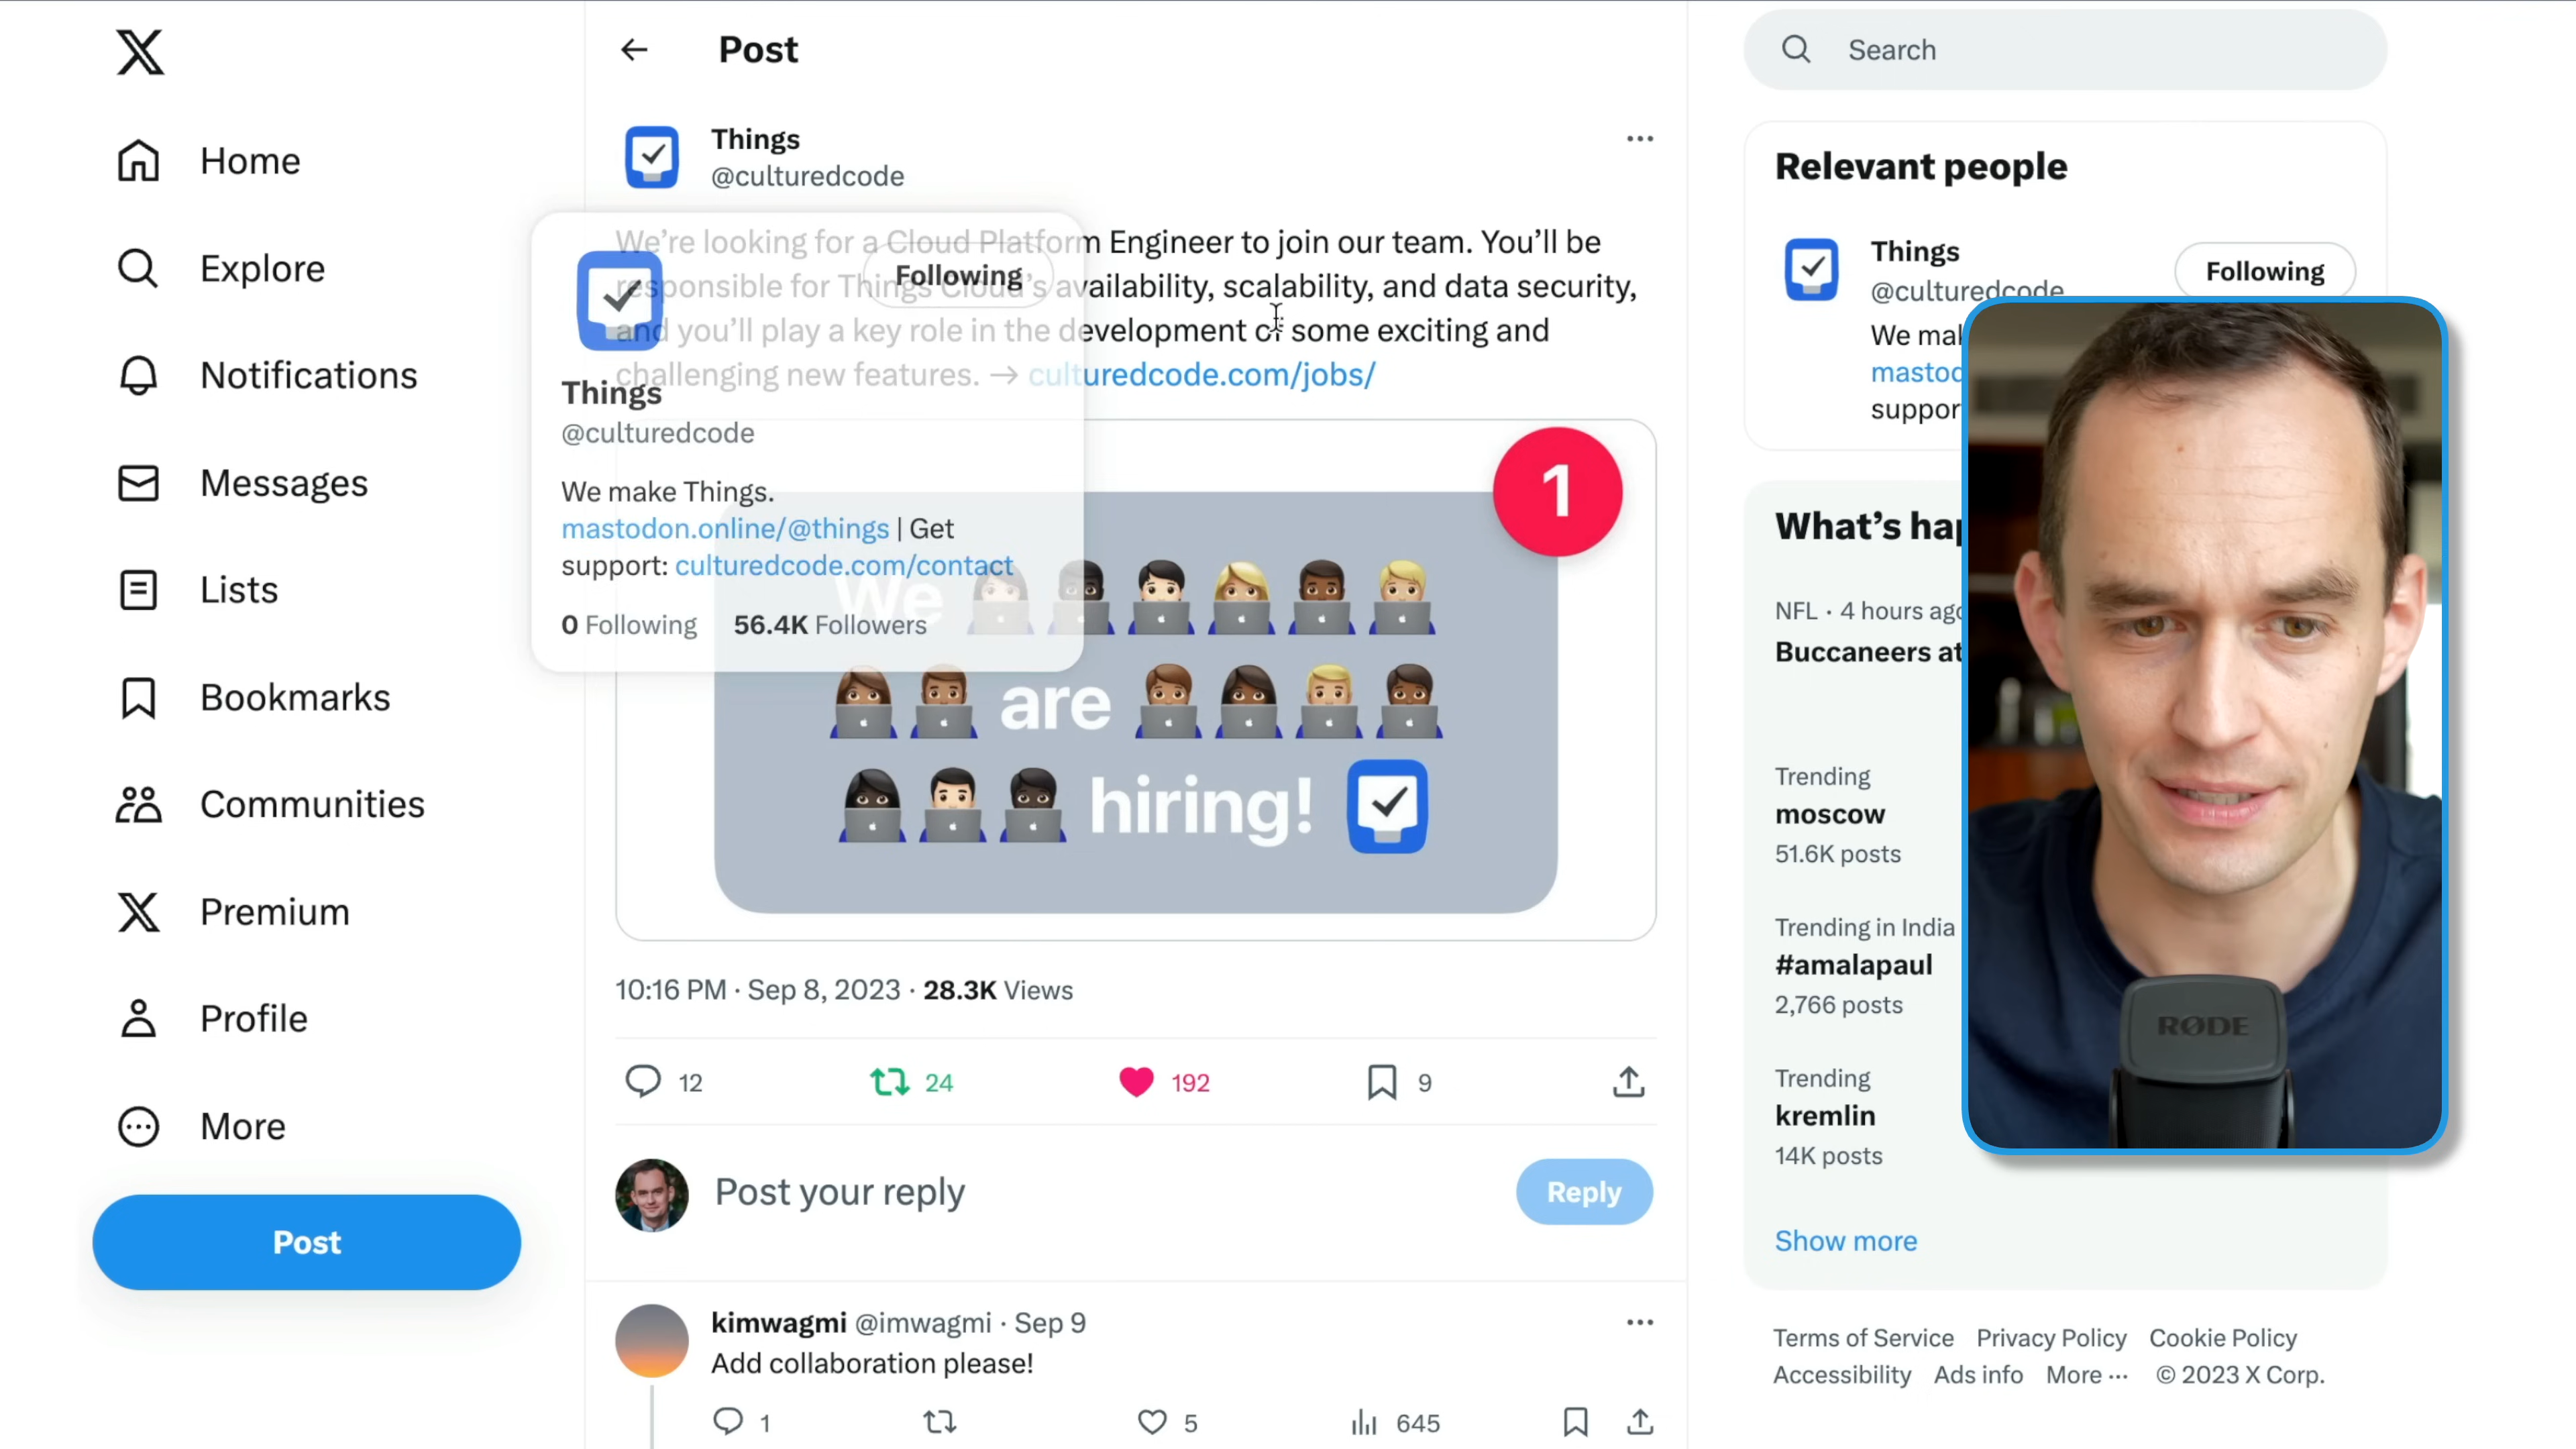 Home
Explore
Notifications
Messages
Lists
Bookmarks
Communities
Premium
Profile
More
Post
Post
Things
@culturedcode
We're looking for a Cloud Platform Engineer to join our team. You'll be
responsible for Things Cloud's availability, scalability, and data security,
and you'll play a key role in the development of some exciting and
challenging new features. → culturedcode.com/jobs/
Following
Things
@culturedcode
We make Things.
mastodon.online/@things | Get
support: culturedcode.com/contact
0 Following 56.4K Followers
1
We
are
hiring!
10:16 PM · Sep 8, 2023 · 28.3K Views
12 24 192 9
Post your reply
Reply
kimwagmi @imwagmi · Sep 9
Add collaboration please!
1 5 645
Search
Relevant people
Things
@culturedcode
Following
We mak
mastod
suppor
What's hap
NFL · 4 hours ago
Buccaneers at
Trending
moscow
51.6K posts
Trending in India
#amalapaul
2,766 posts
Trending
kremlin
14K posts
Show more
RØDE
Terms of Service Privacy Policy Cookie Policy
Accessibility Ads info More ··· © 2023 X Corp.